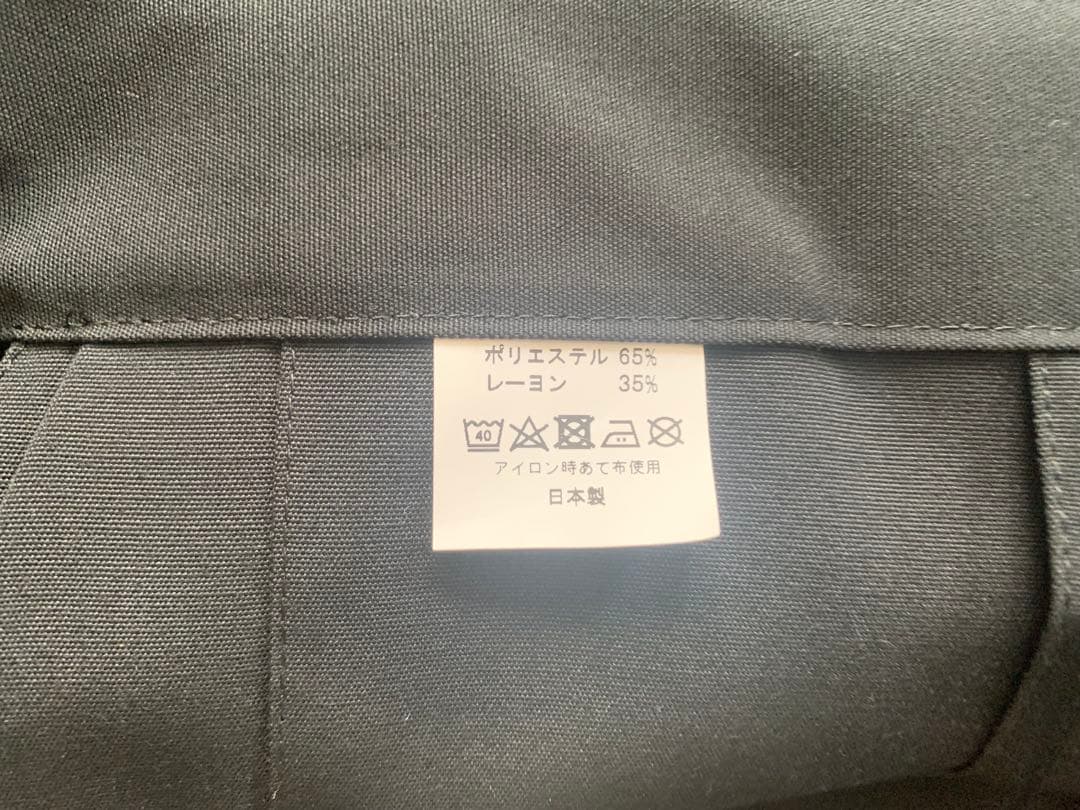 ポリエステル 65%
レーヨン 35%
40
アイロン時あて布使用
日本製